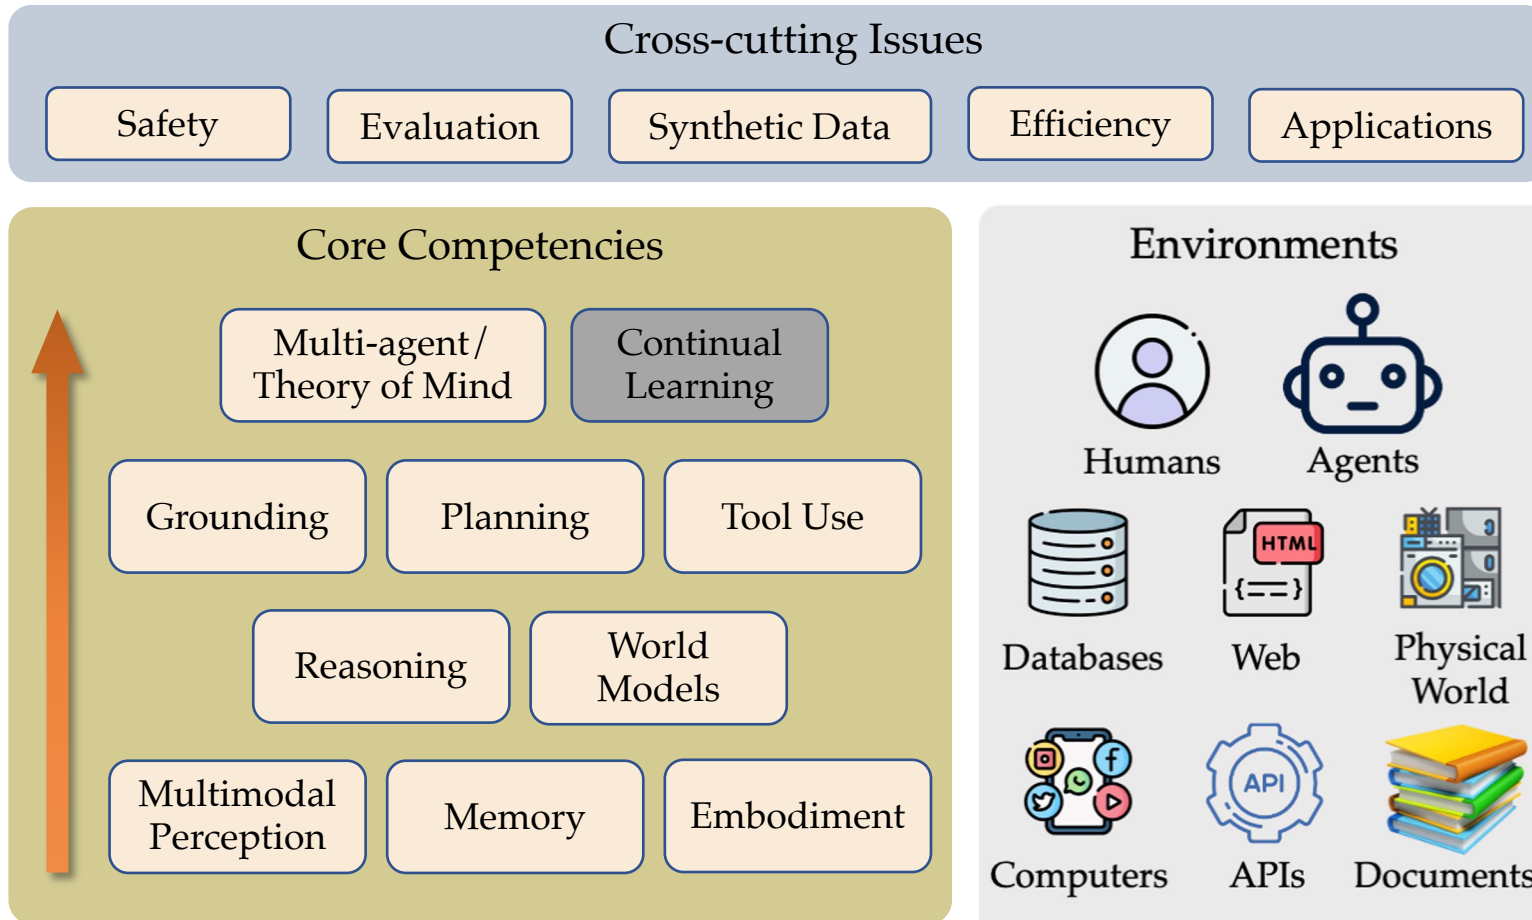 Cross-cutting Issues
Safety
Evaluation
Synthetic Data
Efficiency
Applications
Core Competencies
Multi-agent/
Theory of Mind
Continual
Learning
Grounding
Planning
Tool Use
Reasoning
World
Models
Multimodal
Perception
Memory
Embodiment
Environments
Humans
Agents
HTML
{==}
Databases
Web
Physical
World
f
API
Computers
APIs
Documents